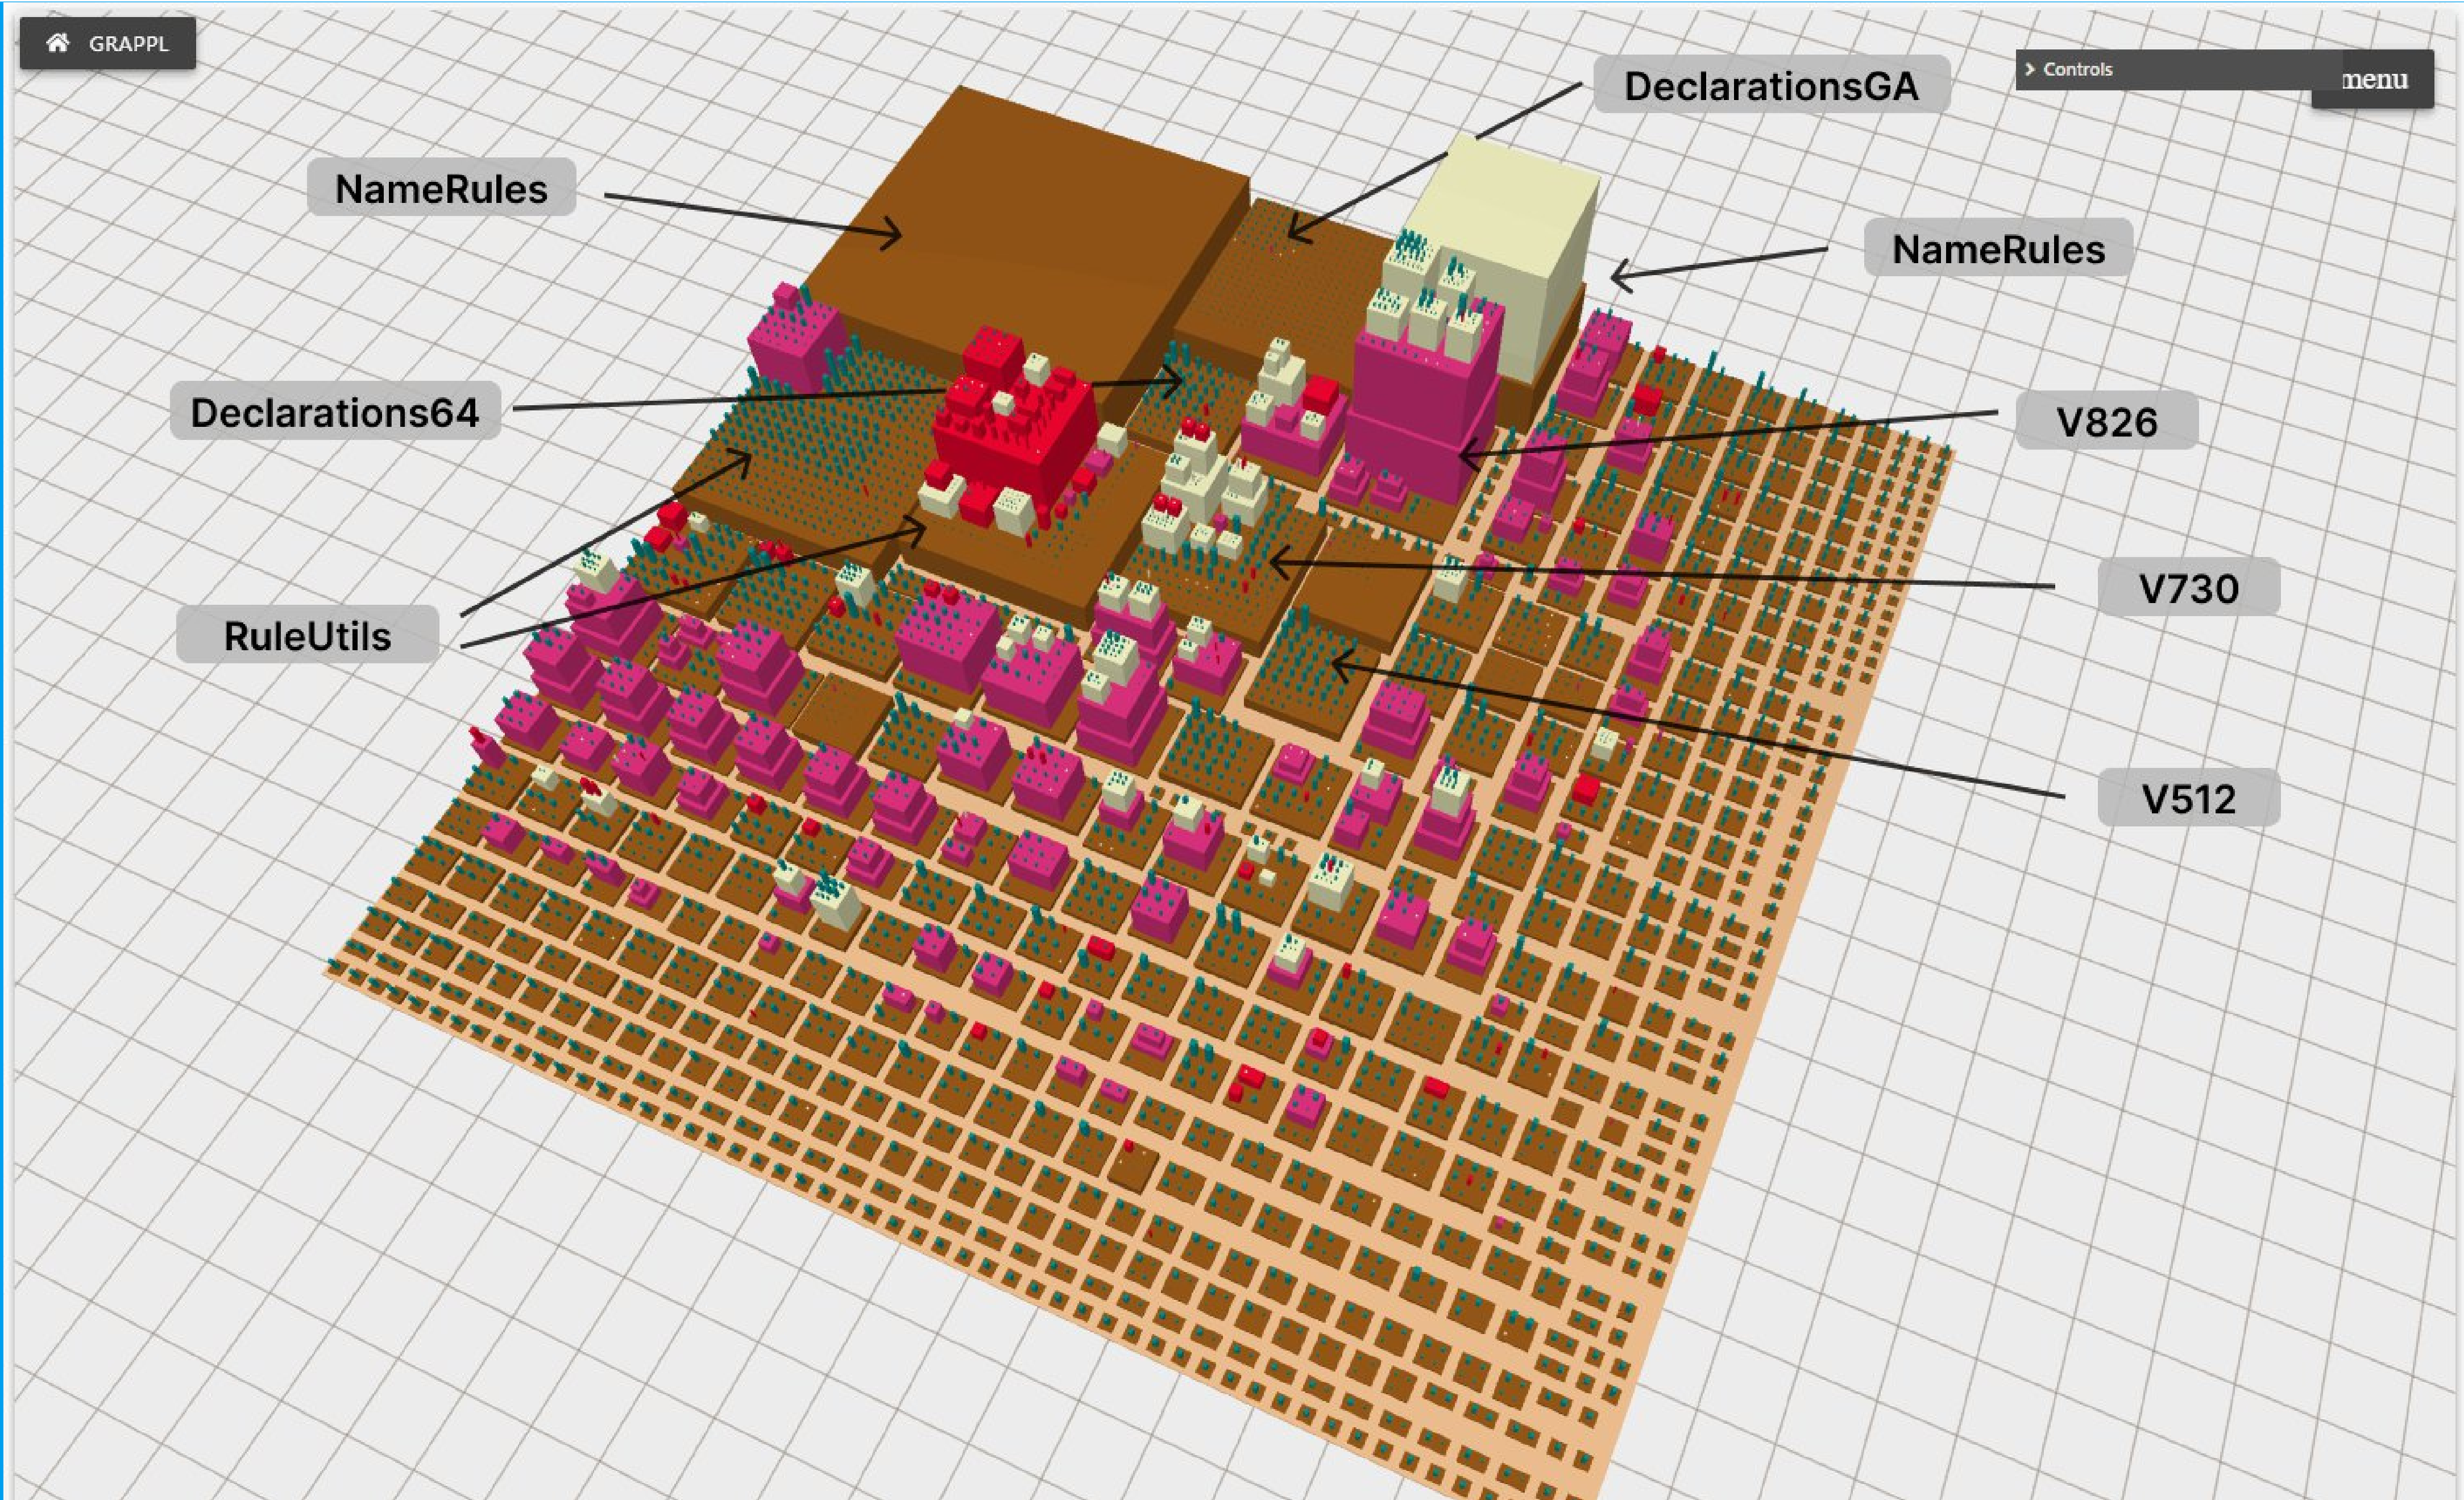 GRAPPL
DeclarationsGA
Controls
menu
NameRules
NameRules
Declarations64
V826
V730
RuleUtils
V512